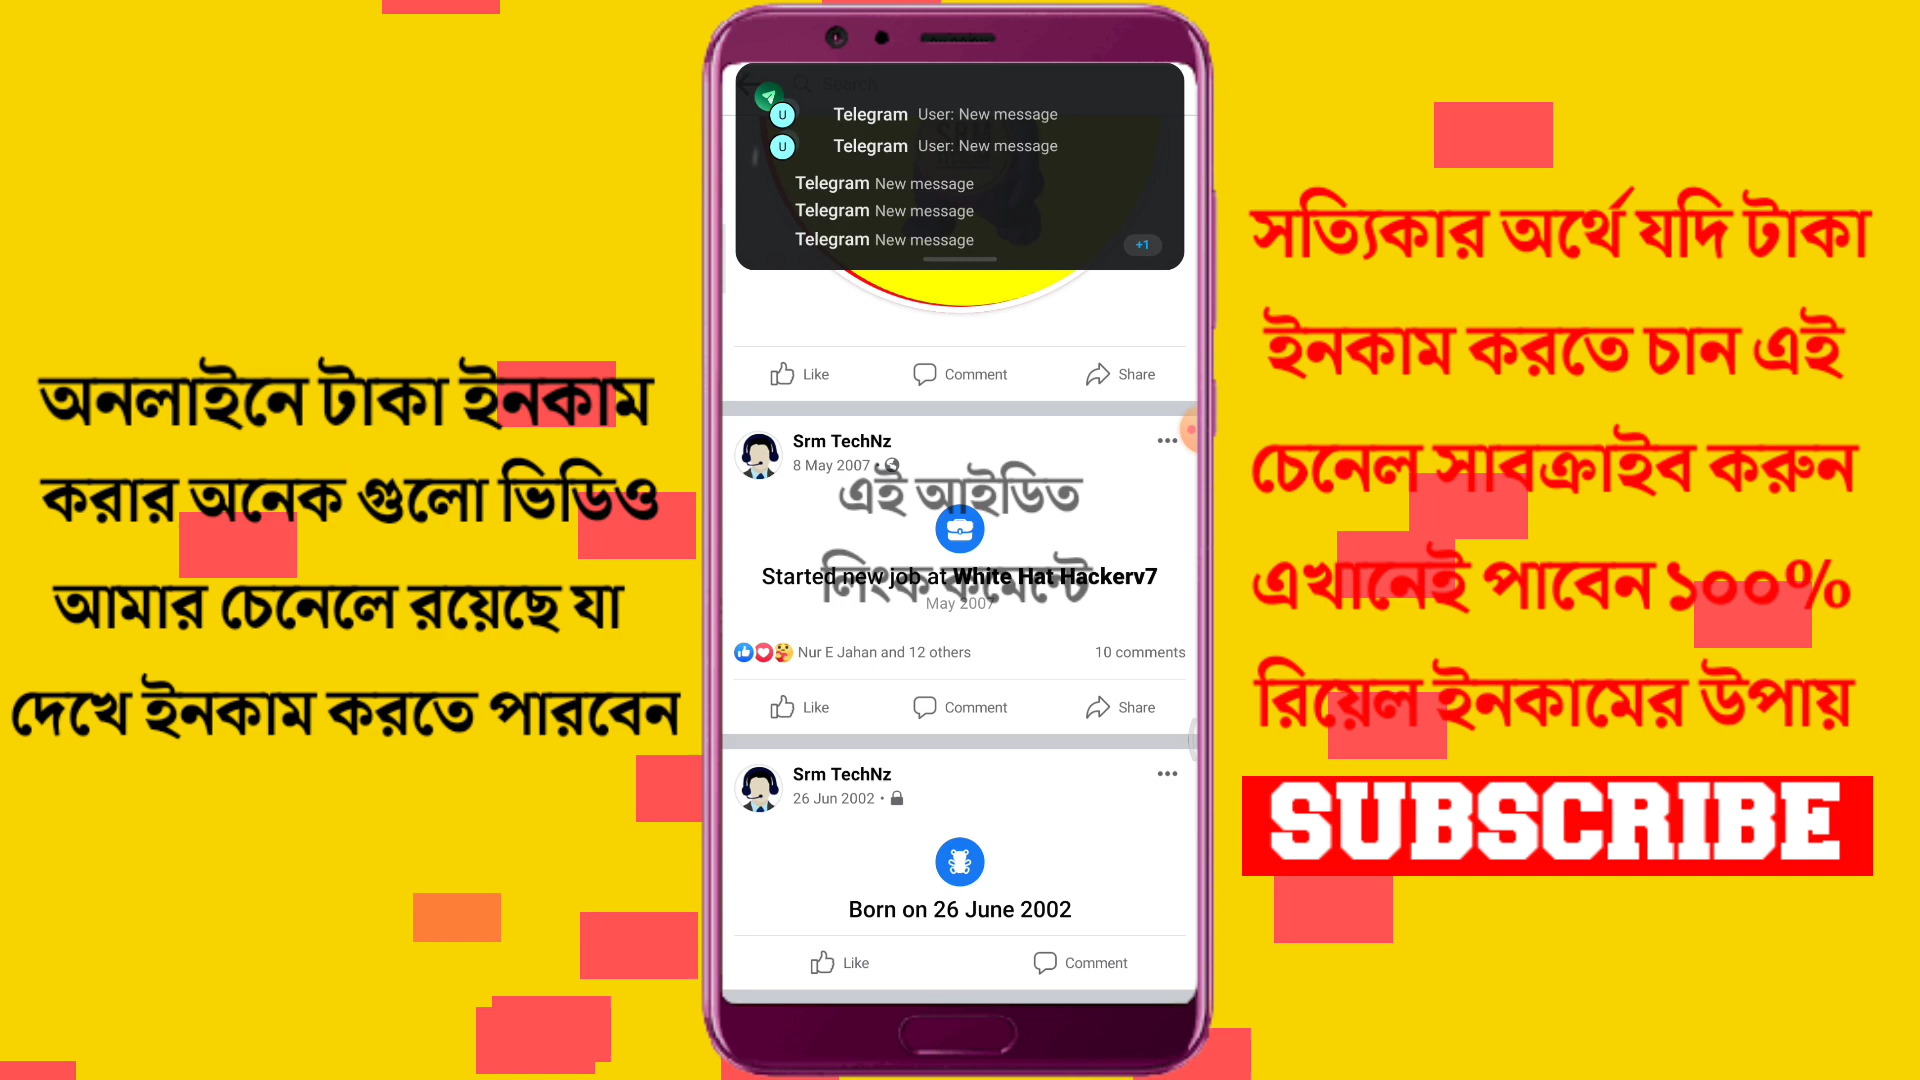 অনলাইনে টাকা ইনকাম
করার অনেক গুলো ভিডিও
আমার চেনেলে রয়েছে যা
দেখে ইনকাম করতে পারবেন
Search
U Telegram User: New message
U Telegram User: New message
Telegram New message
Telegram New message
Telegram New message
+1
Like Comment Share
Srm TechNz
8 May 2007
এই আইডিত
Started new job at White Hat Hackerv7
লিংক কমেন্টে
May 2007
Nur E Jahan and 12 others 10 comments
Like Comment Share
Srm TechNz
26 Jun 2002
Born on 26 June 2002
Like Comment
সত্যিকার অর্থে যদি টাকা
ইনকাম করতে চান এই
চেনেল সাবক্রাইব করুন
এখানেই পাবেন ১০০%
রিয়েল ইনকামের উপায়
SUBSCRIBE